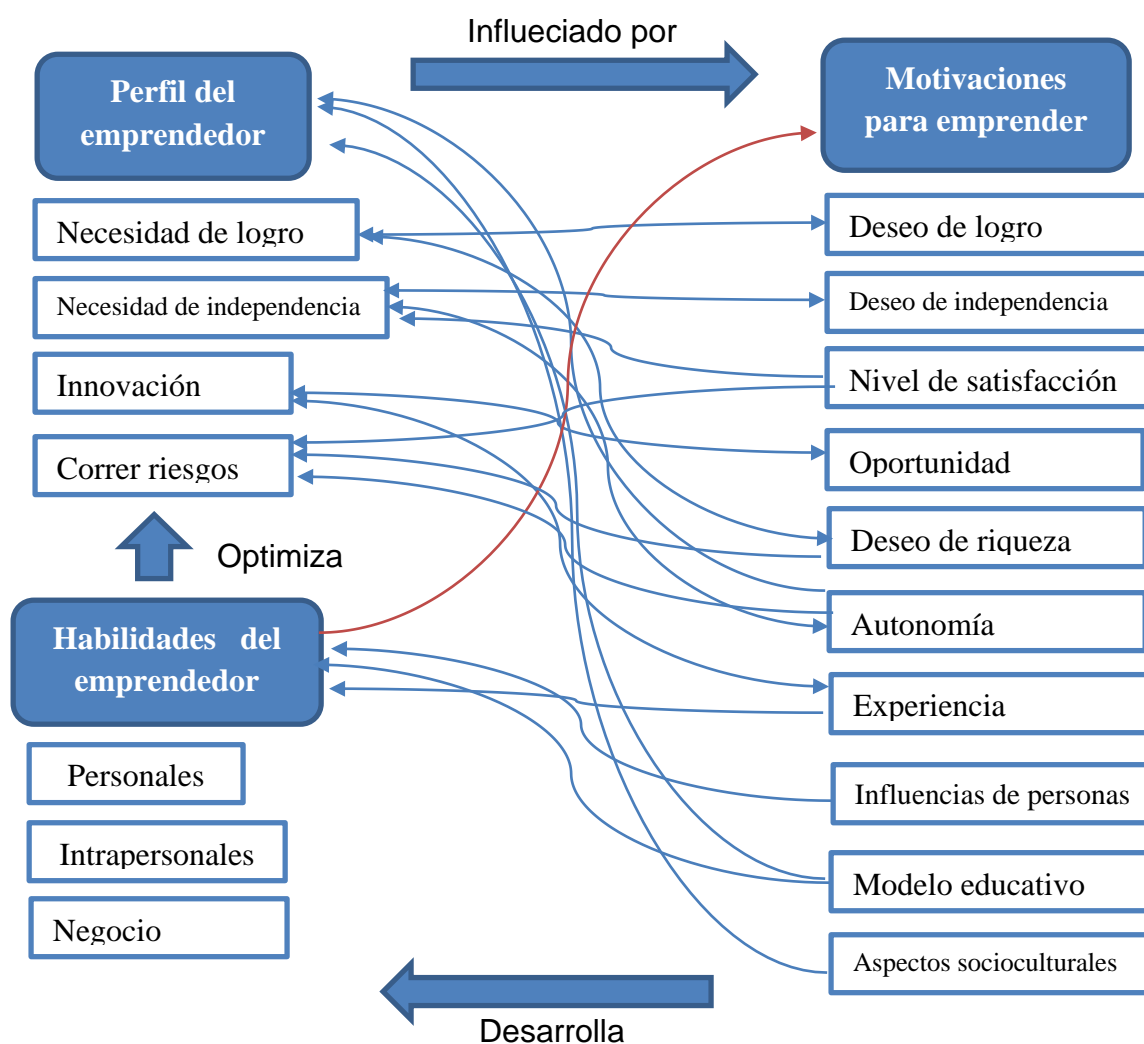 Influeciado por
Perfil del
emprendedor
Motivaciones
para emprender
Necesidad de logro
Deseo de logro
Necesidad de independencia
Deseo de independencia
Innovación
Nivel de satisfacción
Correr riesgos
Oportunidad
Optimiza
Deseo de riqueza
Habilidades del
emprendedor
Autonomía
Experiencia
Personales
Influencias de personas
Intrapersonales
Modelo educativo
Negocio
Aspectos socioculturales
Desarrolla